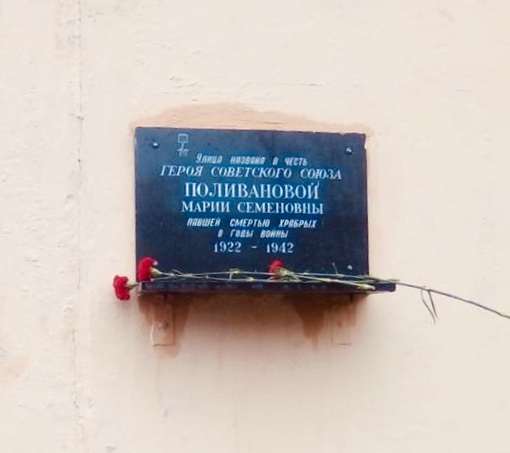 Улица названа в честь
ГЕРОЯ СОВЕТСКОГО СОЮЗА
ПОЛИВАНОВОЙ
МАРИИ СЕМЕНОВНЫ
ПАВШЕЙ СМЕРТЬЮ ХРАБРЫХ
В ГОДЫ ВОЙНЫ
1922 - 1942